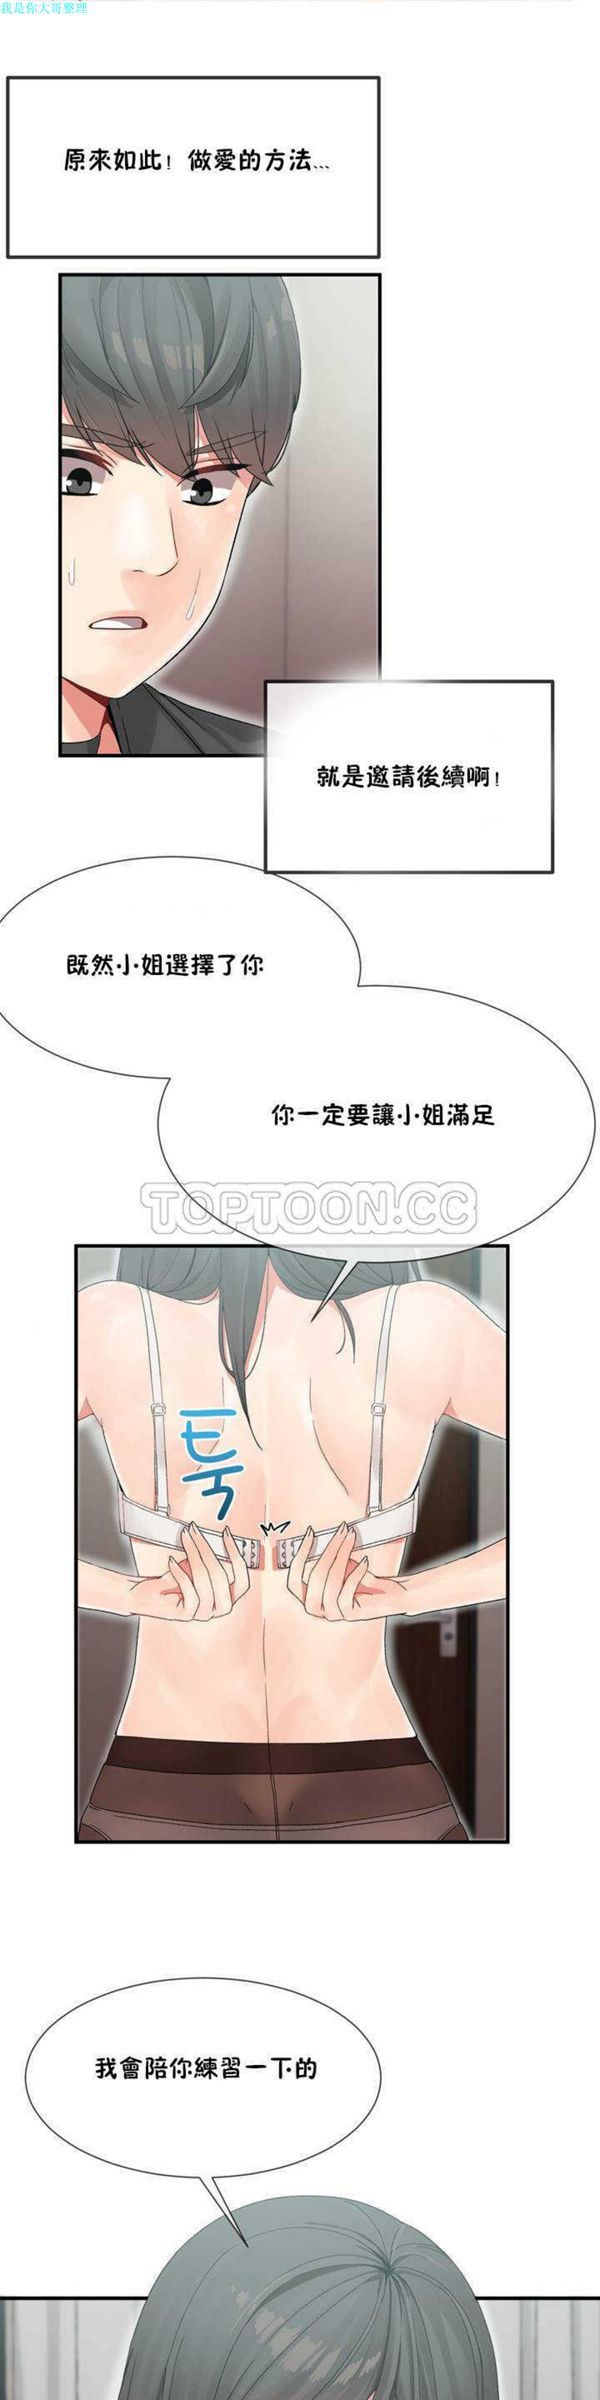 我是你大哥整理
原來如此！做愛的方法...
就是邀請後續啊！
既然小姐選擇了你
你一定要讓小姐滿足
TOPTOON.CC
툭
我會陪你練習一下的